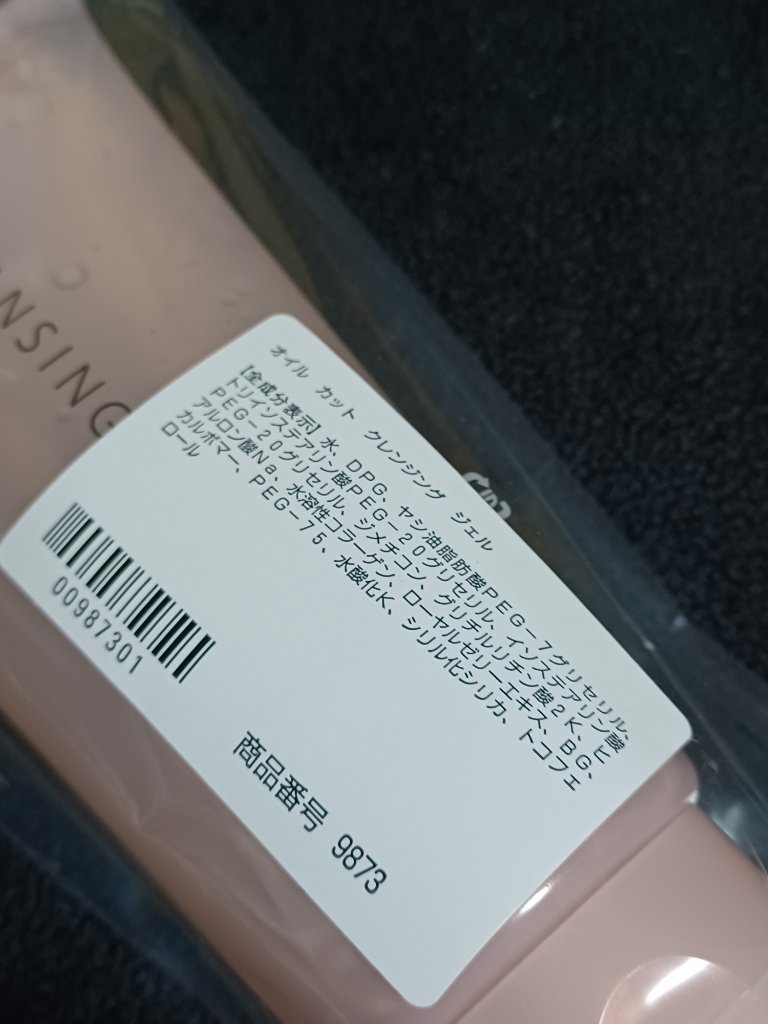 NSING
オイル カット クレンジング ジェル
【全成分表示】水、DPG、ヤシ油脂肪酸PEG-7グリセリル、
トリイソステアリン酸PEG-20グリセリル、イソステアリン酸
PEG-20グリセリル、ジメチコン、グリチルリチン酸2K、ヒ
アルロン酸Na、水溶性コラーゲン、ローヤルゼリーエキス、BG、
カルボマー、PEG-75、水酸化K、シリル化シリカ、トコフェ
ロール
00987301
商品番号 9873